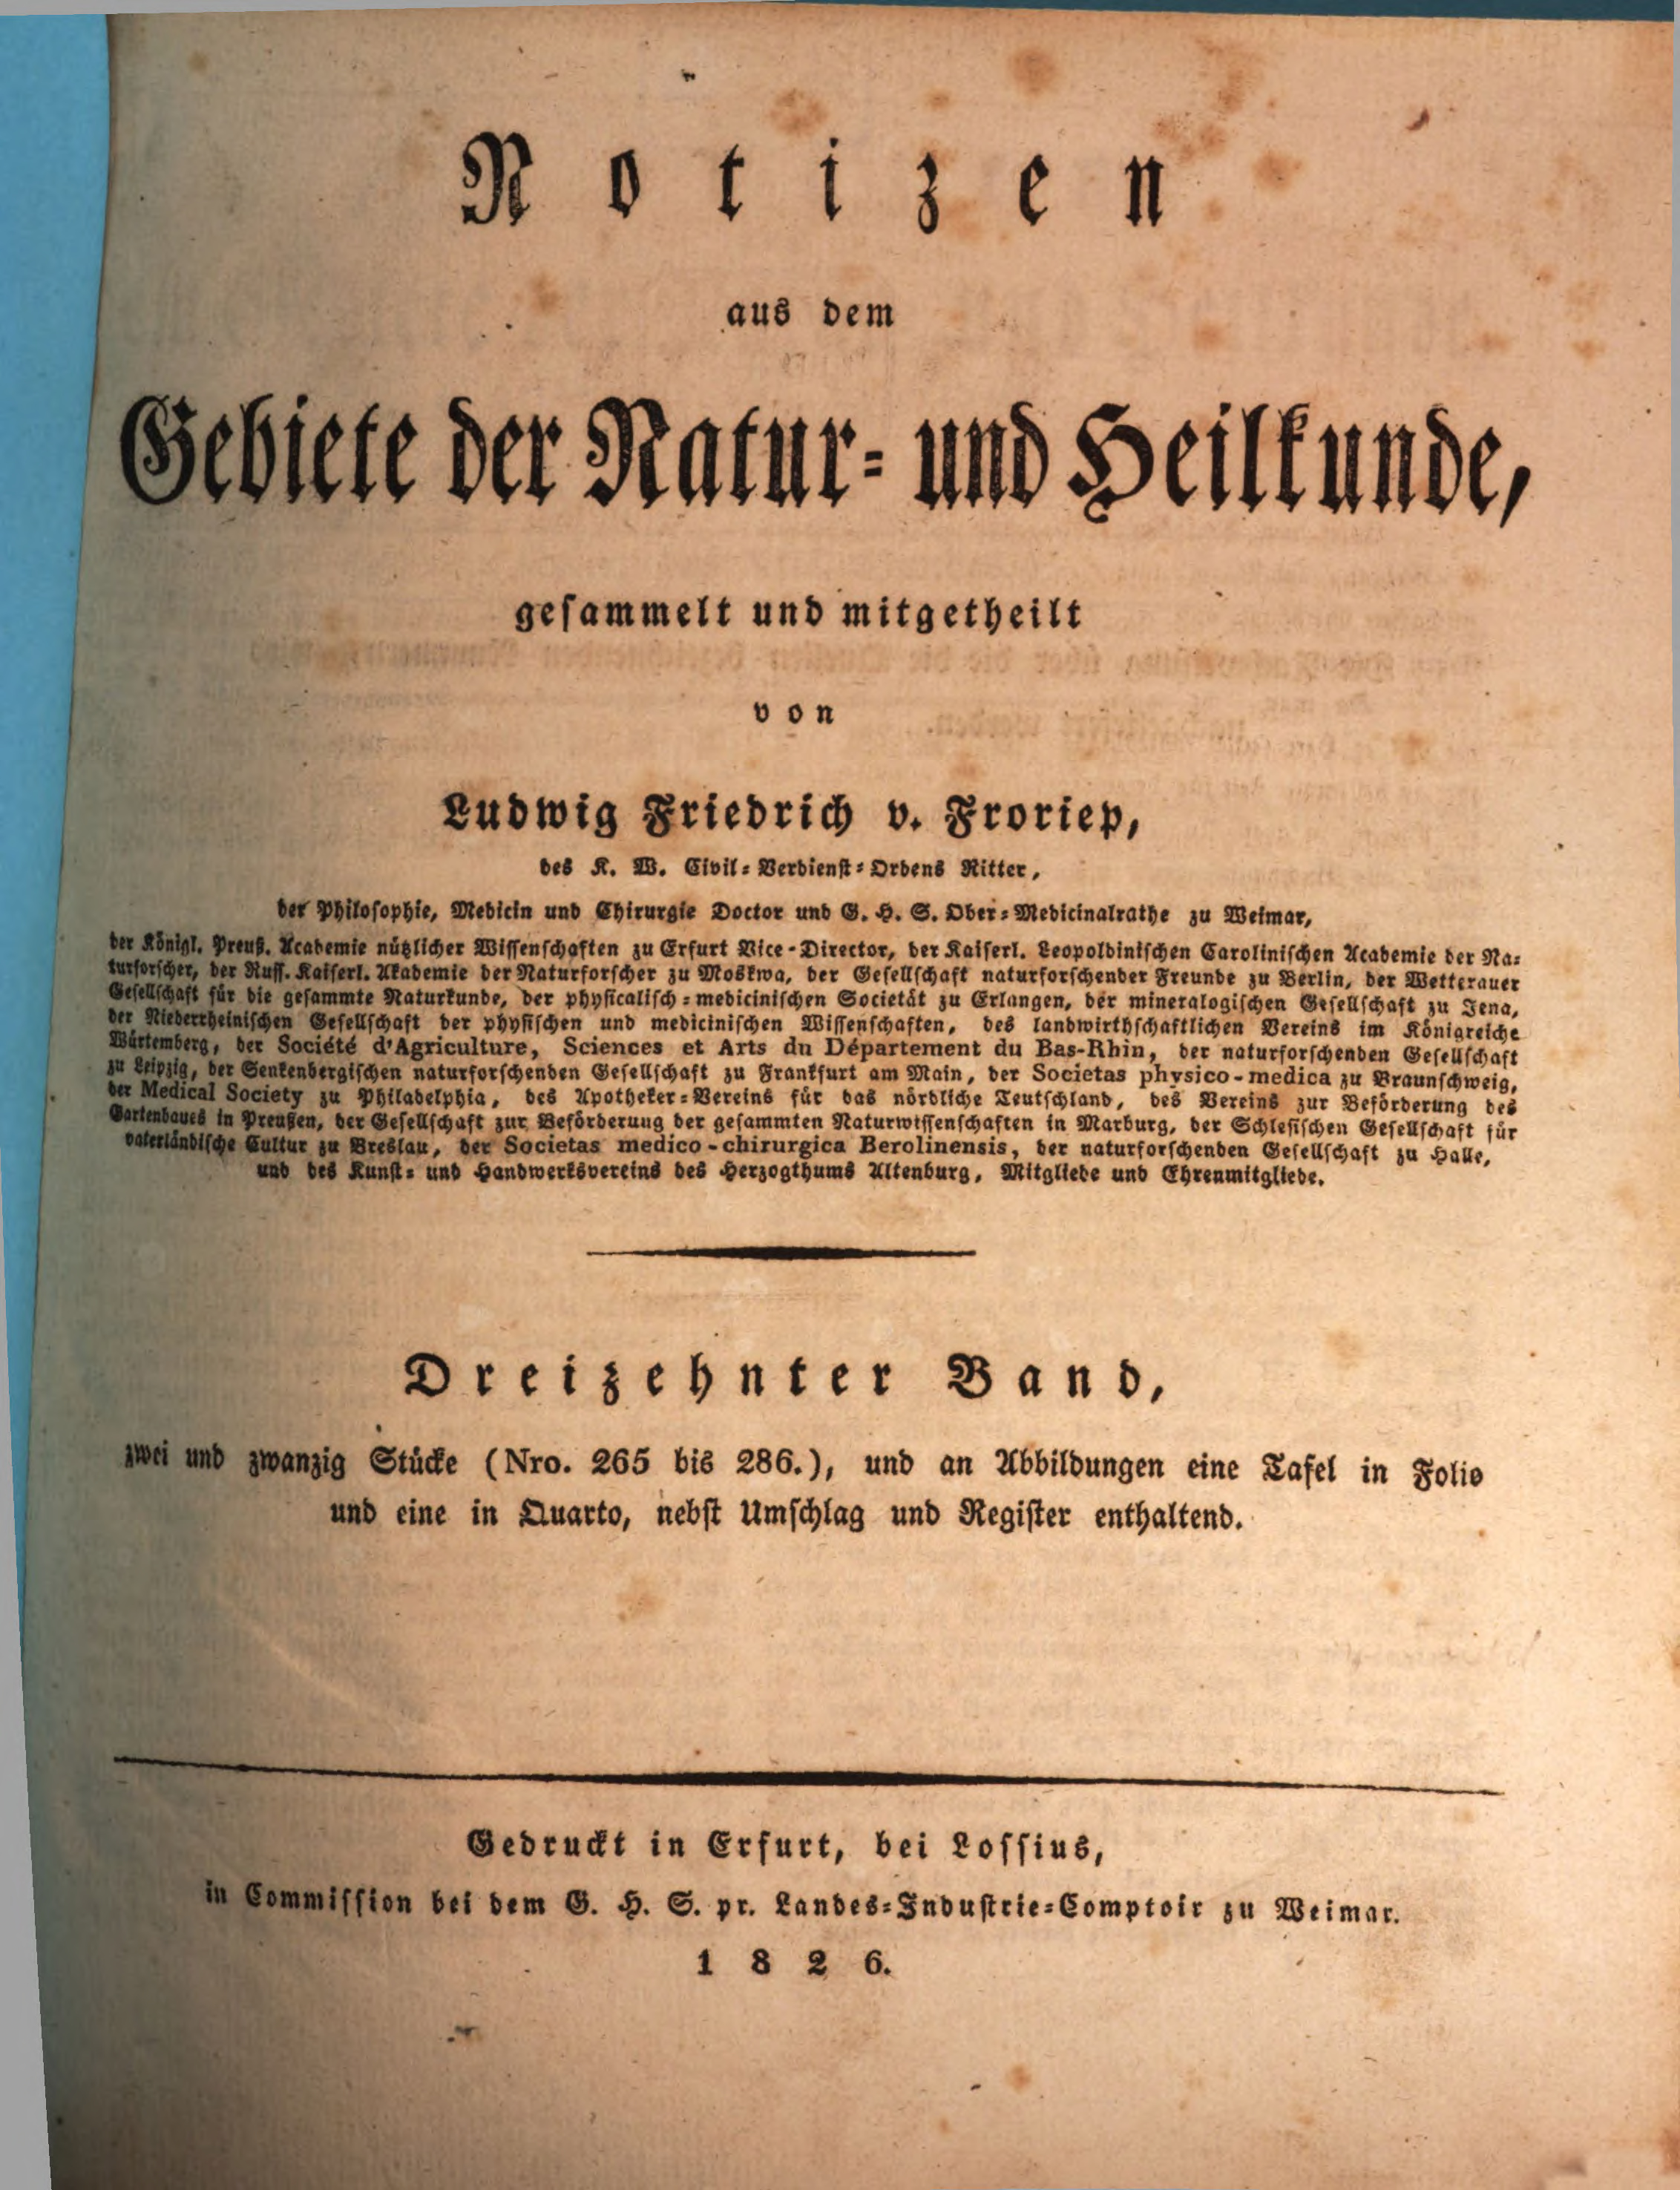 Notizen
aus dem
Gebiete der Natur- und Heilkunde,
gesammelt und mitgetheilt
von
Ludwig Friedrich v. Froriep,
des K. W. Civil-Verdienst-Ordens Ritter,
der Philosophie, Medicin und Chirurgie Doctor und G. H. S. Ober-Medicinalrathe zu Weimar,
der Königl. Preuß. Academie nützlicher Wissenschaften zu Erfurt Vice-Director, der Kaiserl. Leopoldinischen Carolinischen Academie der Na-
turforscher, der Russ. Kaiserl. Akademie der Naturforscher zu Moskwa, der Gesellschaft naturforschender Freunde zu Berlin, der Wetterauer
Gesellschaft für die gesammte Naturkunde, der physicalisch-medicinischen Societät zu Erlangen, der mineralogischen Gesellschaft zu Jena,
der Niederrheinischen Gesellschaft der physischen und medicinischen Wissenschaften, des landwirthschaftlichen Vereins im Königreiche
Würtemberg, der Société d'Agriculture, Sciences et Arts du Département du Bas-Rhin, der naturforschenden Gesellschaft
zu Leipzig, der Senkenbergischen naturforschenden Gesellschaft zu Frankfurt am Main, der Societas physico-medica zu Braunschweig,
der Medical Society zu Philadelphia, des Apotheker-Vereins für das nördliche Teutschland, des Vereins zur Beförderung des
Gartenbaues in Preußen, der Gesellschaft zur Beförderung der gesammten Naturwissenschaften in Marburg, der Schlesischen Gesellschaft für
vaterländische Cultur zu Breslau, der Societas medico-chirurgica Berolinensis, der naturforschenden Gesellschaft zu Halle,
und des Kunst- und Handwerksvereins des Herzogthums Altenburg, Mitgliede und Ehrenmitgliede.
Dreizehnter Band,
zwei und zwanzig Stücke (Nro. 265 bis 286.), und an Abbildungen eine Tafel in Folio
und eine in Quarto, nebst Umschlag und Register enthaltend.
Gedruckt in Erfurt, bei Lossius,
in Commission bei dem G. H. S. pr. Landes-Industrie-Comptoir zu Weimar.
1826.